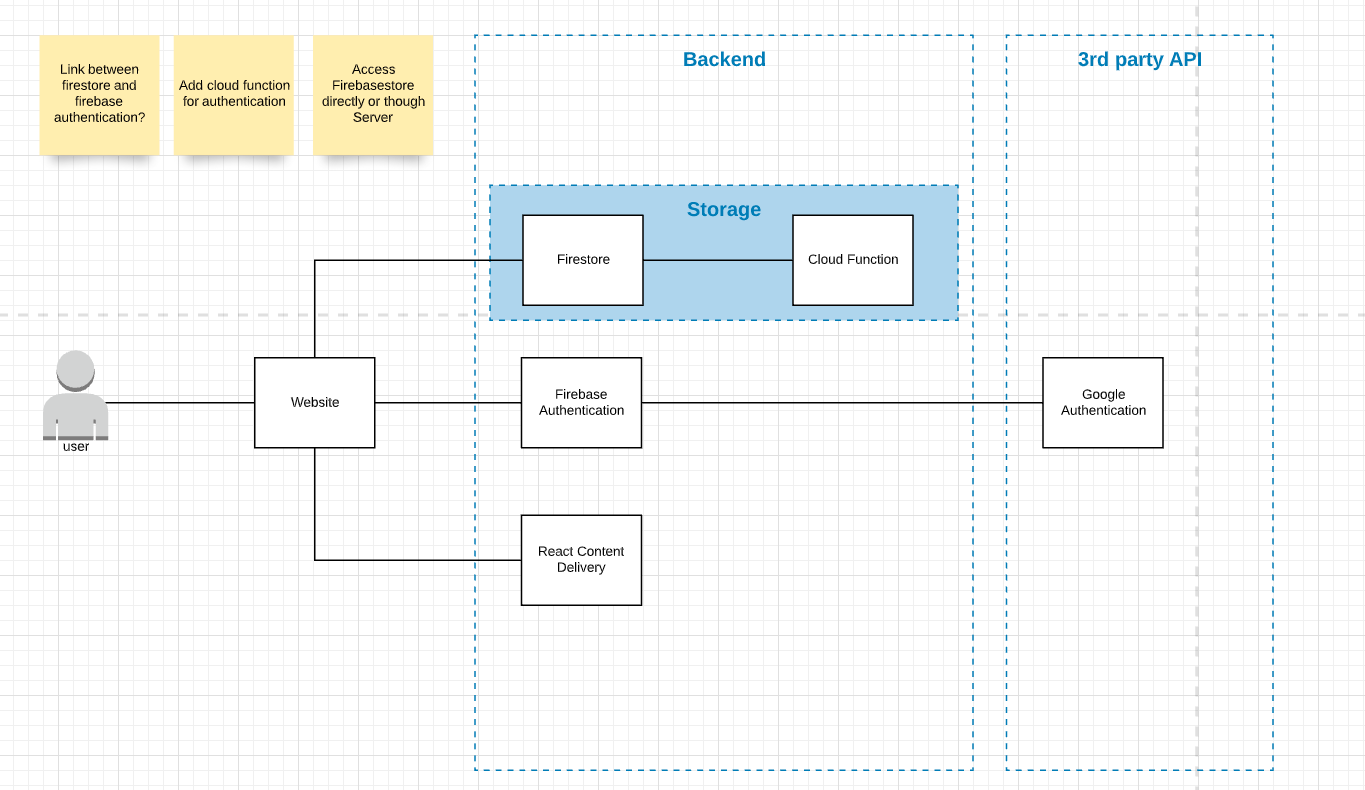 Link between
firestore and
firebase
authentication?
Add cloud function
for authentication
Access
Firebasestore
directly or though
Server
Backend
3rd party API
Storage
Firestore
Cloud Function
user
Website
Firebase
Authentication
Google
Authentication
React Content
Delivery